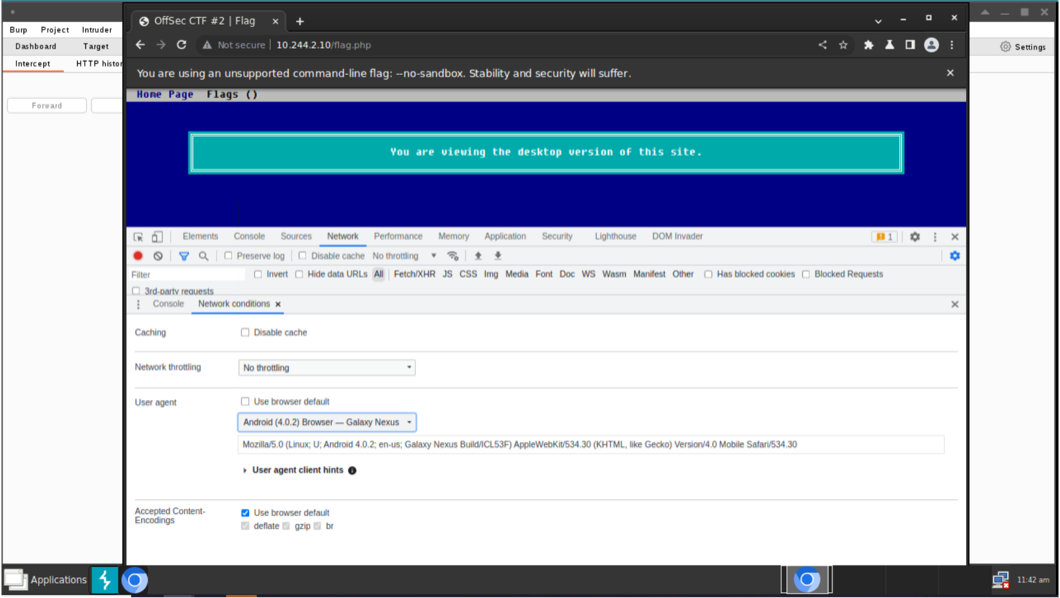 OffSec CTF #2 | Flag
Burp Project Intruder
Dashboard Target
Not secure | 10.244.2.10/flag.php
Settings
Intercept HTTP histor
You are using an unsupported command-line flag: --no-sandbox. Stability and security will suffer.
Home Page Flags ()
Forward
You are viewing the desktop version of this site.
Elements Console Sources Network Performance Memory Application Security Lighthouse DOM Invader 1
Preserve log Disable cache No throttling
Filter Invert Hide data URLs All Fetch/XHR JS CSS Img Media Font Doc WS Wasm Manifest Other Has blocked cookies Blocked Requests
3rd-party requests
Console Network conditions
Caching Disable cache
Network throttling No throttling
User agent Use browser default
Android (4.0.2) Browser — Galaxy Nexus
Mozilla/5.0 (Linux; U; Android 4.0.2; en-us; Galaxy Nexus Build/ICL53F) AppleWebKit/534.30 (KHTML, like Gecko) Version/4.0 Mobile Safari/534.30
User agent client hints
Accepted Content-Encodings Use browser default
deflate gzip br
Applications 11:42 am